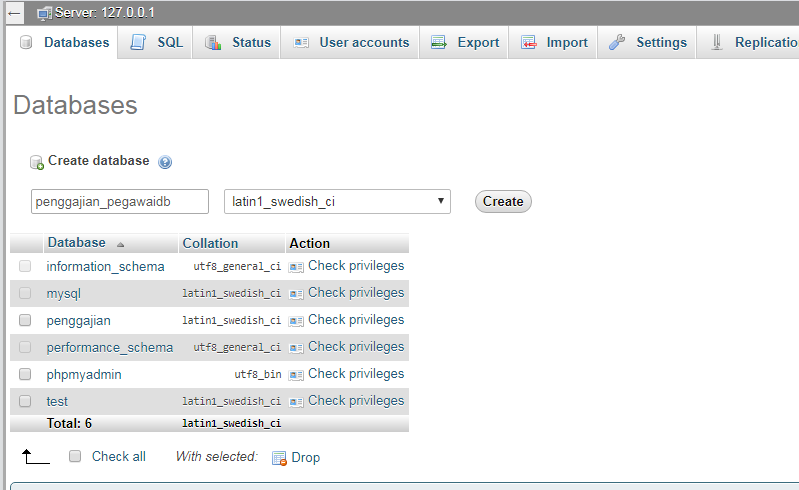 Server: 127.0.0.1
Databases SQL Status User accounts Export Import Settings Replicatio
Databases
Create database
penggajian_pegawaidb latin1_swedish_ci Create
Database Collation Action
information_schema utf8_general_ci Check privileges
mysql latin1_swedish_ci Check privileges
penggajian latin1_swedish_ci Check privileges
performance_schema utf8_general_ci Check privileges
phpmyadmin utf8_bin Check privileges
test latin1_swedish_ci Check privileges
Total: 6 latin1_swedish_ci
Check all With selected: Drop